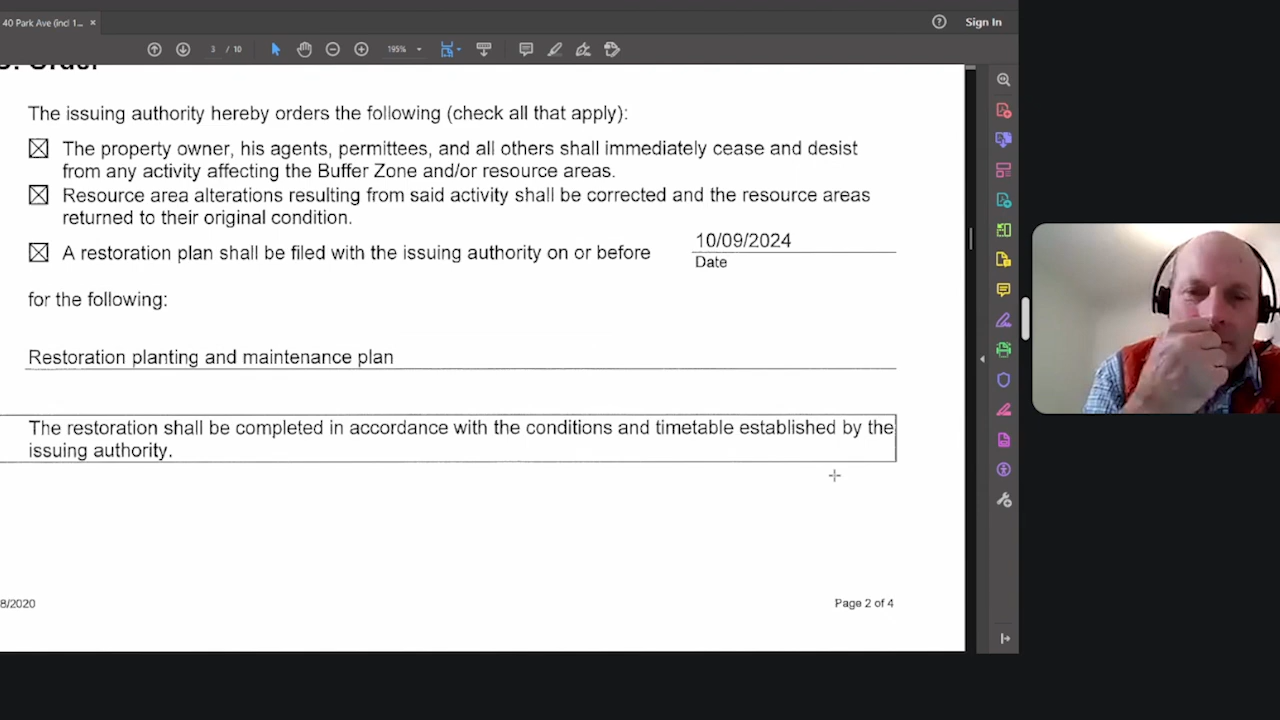 40 Park Ave (incl 1... ×
Sign In
3 / 10
195%
The issuing authority hereby orders the following (check all that apply):
The property owner, his agents, permittees, and all others shall immediately cease and desist
from any activity affecting the Buffer Zone and/or resource areas.
Resource area alterations resulting from said activity shall be corrected and the resource areas
returned to their original condition.
10/09/2024
A restoration plan shall be filed with the issuing authority on or before
Date
for the following:
Restoration planting and maintenance plan
The restoration shall be completed in accordance with the conditions and timetable established by the
issuing authority.
8/2020
Page 2 of 4